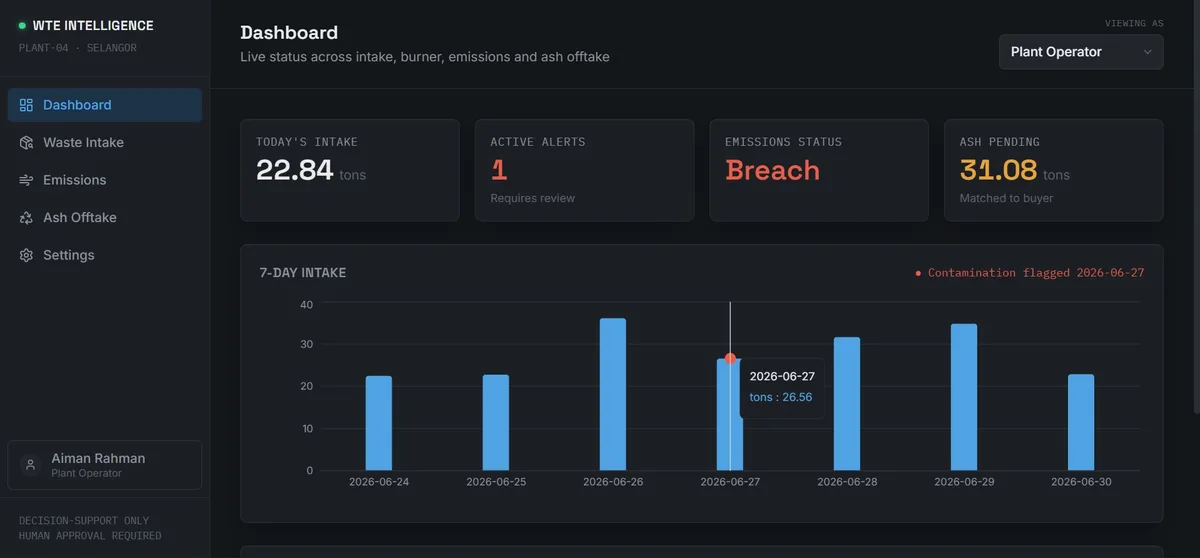 WTE INTELLIGENCE
PLANT-04 · SELANGOR
Dashboard
Waste Intake
Emissions
Ash Offtake
Settings
Aiman Rahman
Plant Operator
DECISION-SUPPORT ONLY
HUMAN APPROVAL REQUIRED
Dashboard
Live status across intake, burner, emissions and ash offtake
VIEWING AS
Plant Operator
TODAY'S INTAKE
22.84 tons
ACTIVE ALERTS
1
Requires review
EMISSIONS STATUS
Breach
ASH PENDING
31.08 tons
Matched to buyer
7-DAY INTAKE
Contamination flagged 2026-06-27
40
30
20
10
0
2026-06-27
tons : 26.56
2026-06-24 2026-06-25 2026-06-26 2026-06-27 2026-06-28 2026-06-29 2026-06-30